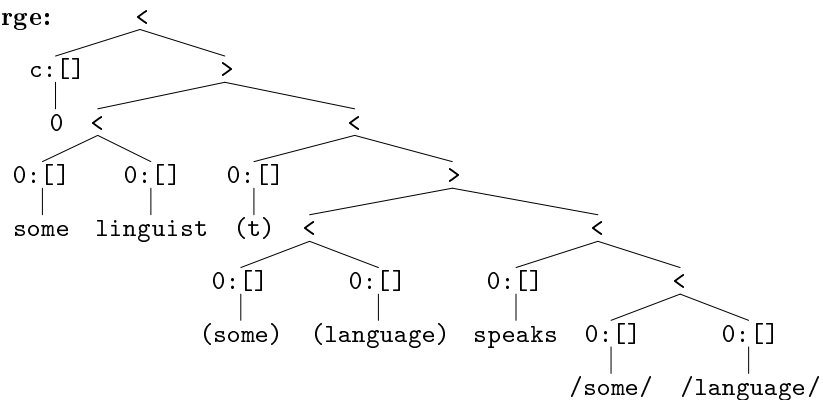 rge: <
c:[] >
0 < <
0:[] 0:[] 0:[] >
some linguist (t) < <
0:[] 0:[] 0:[] <
(some) (language) speaks 0:[] 0:[]
/some/ /language/